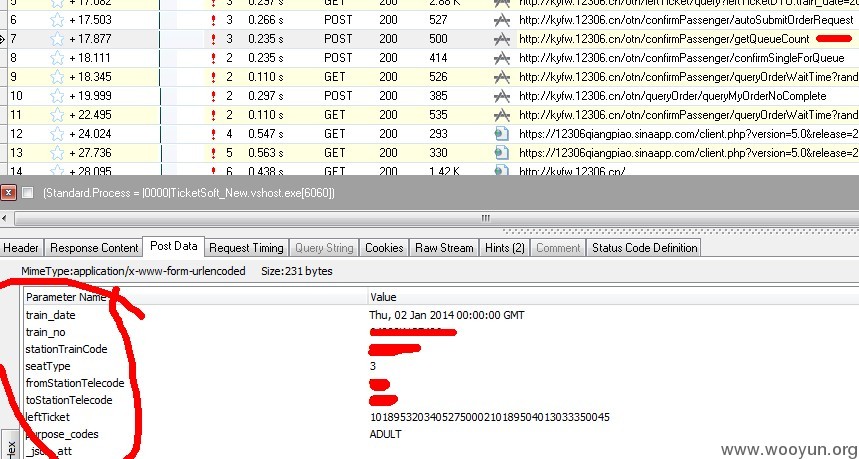 5 + 17.082 3 0.297 s GET 200 2.88 K http://kyfw.12306.cn/otn/leftTicket/query?leftTicketDTO.train_date=20
6 + 17.503 3 0.266 s POST 200 527 http://kyfw.12306.cn/otn/confirmPassenger/autoSubmitOrderRequest
7 + 17.877 3 0.235 s POST 200 500 http://kyfw.12306.cn/otn/confirmPassenger/getQueueCount
8 + 18.111 2 0.235 s POST 200 414 http://kyfw.12306.cn/otn/confirmPassenger/confirmSingleForQueue
9 + 18.345 2 0.110 s GET 200 526 http://kyfw.12306.cn/otn/confirmPassenger/queryOrderWaitTime?rand
10 + 19.999 2 0.297 s POST 200 385 http://kyfw.12306.cn/otn/queryOrder/queryMyOrderNoComplete
11 + 22.495 2 0.110 s GET 200 535 http://kyfw.12306.cn/otn/confirmPassenger/queryOrderWaitTime?rand
12 + 24.024 4 0.547 s GET 200 293 https://12306qiangpiao.sinaapp.com/client.php?version=5.0&release=2
13 + 27.736 5 0.563 s GET 200 330 https://12306qiangpiao.sinaapp.com/client.php?version=5.0&release=2
14 + 28.095 6 0.438 s GET 200 1.42 K http://kyfw.12306.cn/
(Standard.Process = |0000|TicketSoft_New.vshost.exe[6060])
Header Response Content Post Data Request Timing Query String Cookies Raw Stream Hints (2) Comment Status Code Definition
MimeType:application/x-www-form-urlencoded Size:231 bytes
Parameter Name Value
train_date Thu, 02 Jan 2014 00:00:00 GMT
train_no
stationTrainCode
seatType 3
fromStationTelecode
toStationTelecode
leftTicket 10189532034052750002101895040130333500​45
purpose_codes ADULT
_json_att
Hex
www.wooyun.org